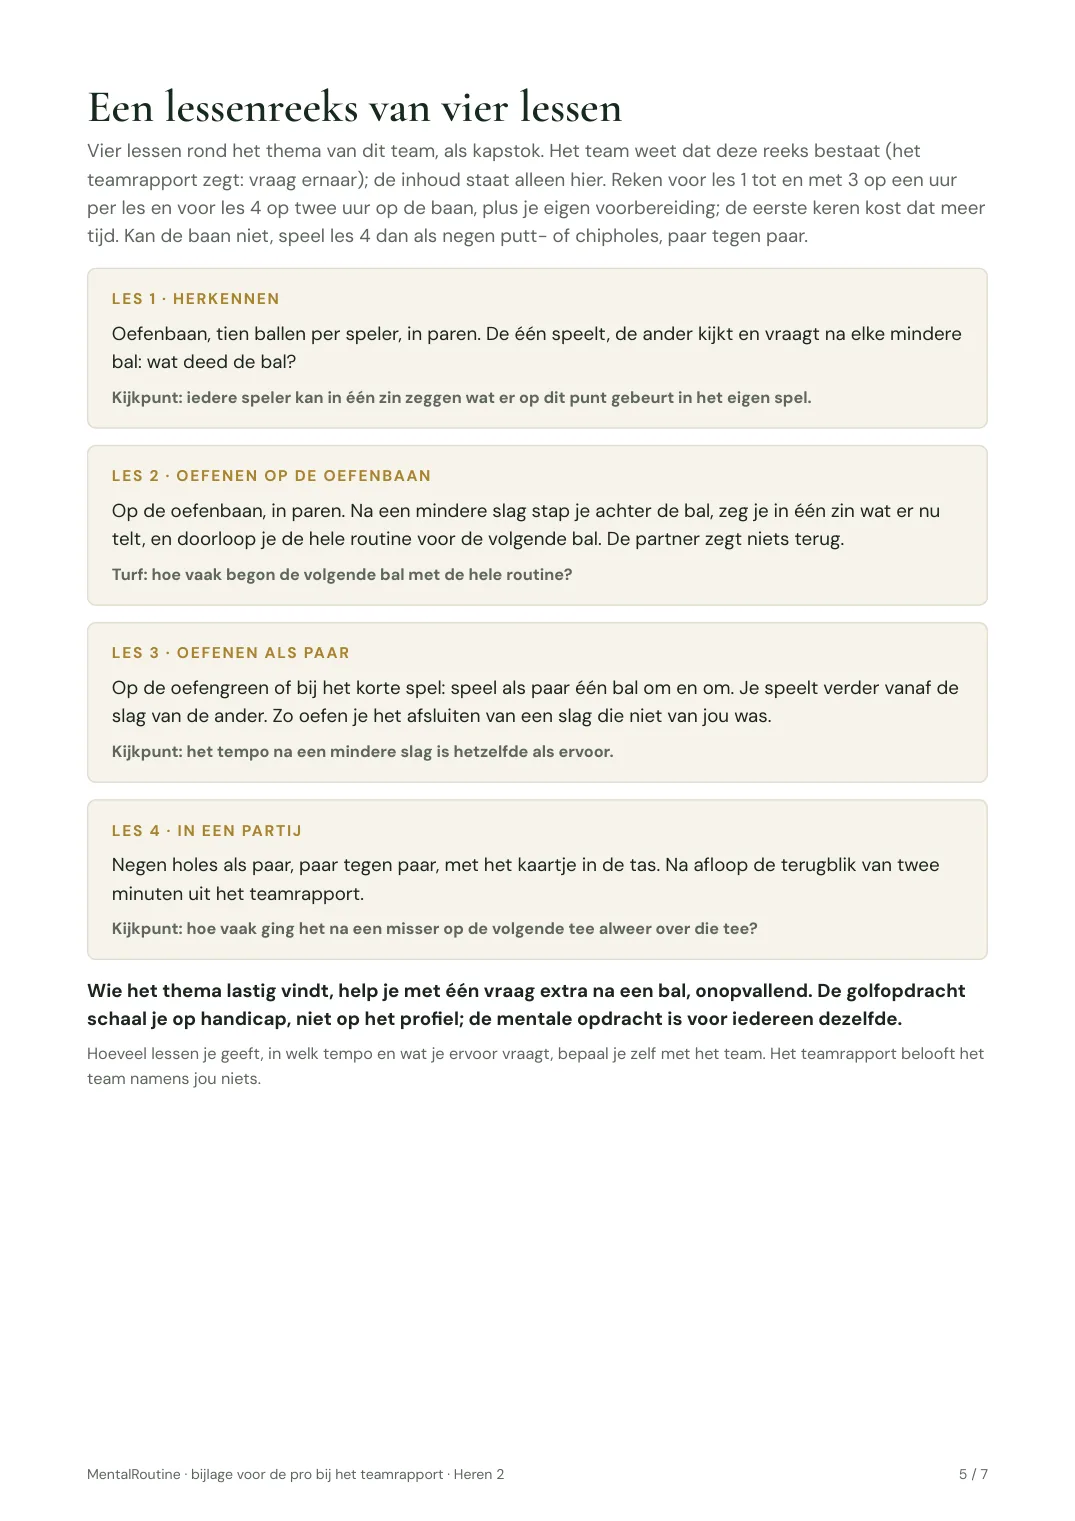 Een lessenreeks van vier lessen
Vier lessen rond het thema van dit team, als kapstok. Het team weet dat deze reeks bestaat (het
teamrapport zegt: vraag ernaar); de inhoud staat alleen hier. Reken voor les 1 tot en met 3 op een uur
per les en voor les 4 op twee uur op de baan, plus je eigen voorbereiding; de eerste keren kost dat meer
tijd. Kan de baan niet, speel les 4 dan als negen putt- of chipholes, paar tegen paar.
LES 1 · HERKENNEN
Oefenbaan, tien ballen per speler, in paren. De één speelt, de ander kijkt en vraagt na elke mindere
bal: wat deed de bal?
Kijkpunt: iedere speler kan in één zin zeggen wat er op dit punt gebeurt in het eigen spel.
LES 2 · OEFENEN OP DE OEFENBAAN
Op de oefenbaan, in paren. Na een mindere slag stap je achter de bal, zeg je in één zin wat er nu
telt, en doorloop je de hele routine voor de volgende bal. De partner zegt niets terug.
Turf: hoe vaak begon de volgende bal met de hele routine?
LES 3 · OEFENEN ALS PAAR
Op de oefengreen of bij het korte spel: speel als paar één bal om en om. Je speelt verder vanaf de
slag van de ander. Zo oefen je het afsluiten van een slag die niet van jou was.
Kijkpunt: het tempo na een mindere slag is hetzelfde als ervoor.
LES 4 · IN EEN PARTIJ
Negen holes als paar, paar tegen paar, met het kaartje in de tas. Na afloop de terugblik van twee
minuten uit het teamrapport.
Kijkpunt: hoe vaak ging het na een misser op de volgende tee alweer over die tee?
Wie het thema lastig vindt, help je met één vraag extra na een bal, onopvallend. De golfopdracht
schaal je op handicap, niet op het profiel; de mentale opdracht is voor iedereen dezelfde.
Hoeveel lessen je geeft, in welk tempo en wat je ervoor vraagt, bepaal je zelf met het team. Het teamrapport belooft het
team namens jou niets.
MentalRoutine · bijlage voor de pro bij het teamrapport · Heren 2
5 / 7